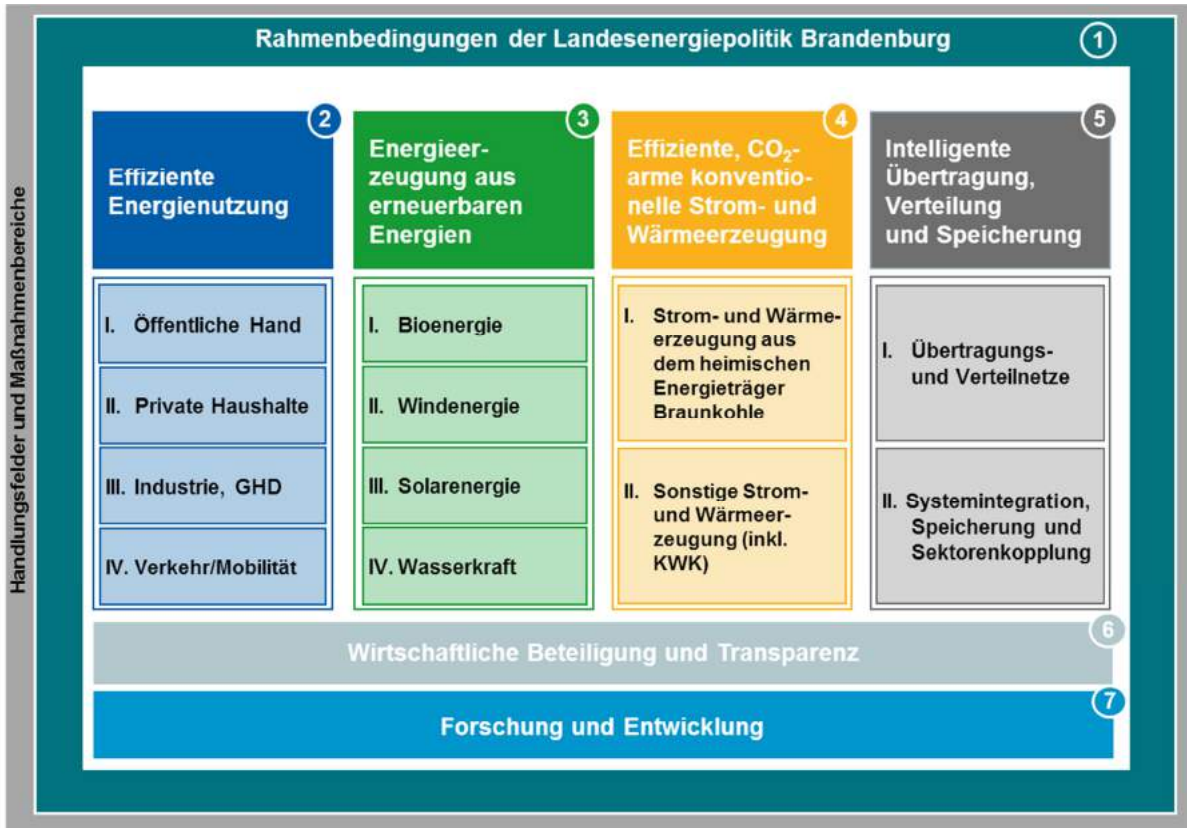 Rahmenbedingungen der Landesenergiepolitik Brandenburg
1
Handlungsfelder und Maßnahmenbereiche
2
Effiziente
Energienutzung
I. Öffentliche Hand
II. Private Haushalte
III. Industrie, GHD
IV. Verkehr/Mobilität
3
Energieer-
zeugung aus
erneuerbaren
Energien
I. Bioenergie
II. Windenergie
III. Solarenergie
IV. Wasserkraft
4
Effiziente, CO₂-
arme konventio-
nelle Strom- und
Wärmeerzeugung
I. Strom- und Wärme-
erzeugung aus
dem heimischen
Energieträger
Braunkohle
II. Sonstige Strom-
und Wärmeer-
zeugung (inkl.
KWK)
5
Intelligente
Übertragung,
Verteilung
und Speicherung
I. Übertragungs-
und Verteilnetze
II. Systemintegration,
Speicherung und
Sektorenkopplung
6
Wirtschaftliche Beteiligung und Transparenz
7
Forschung und Entwicklung